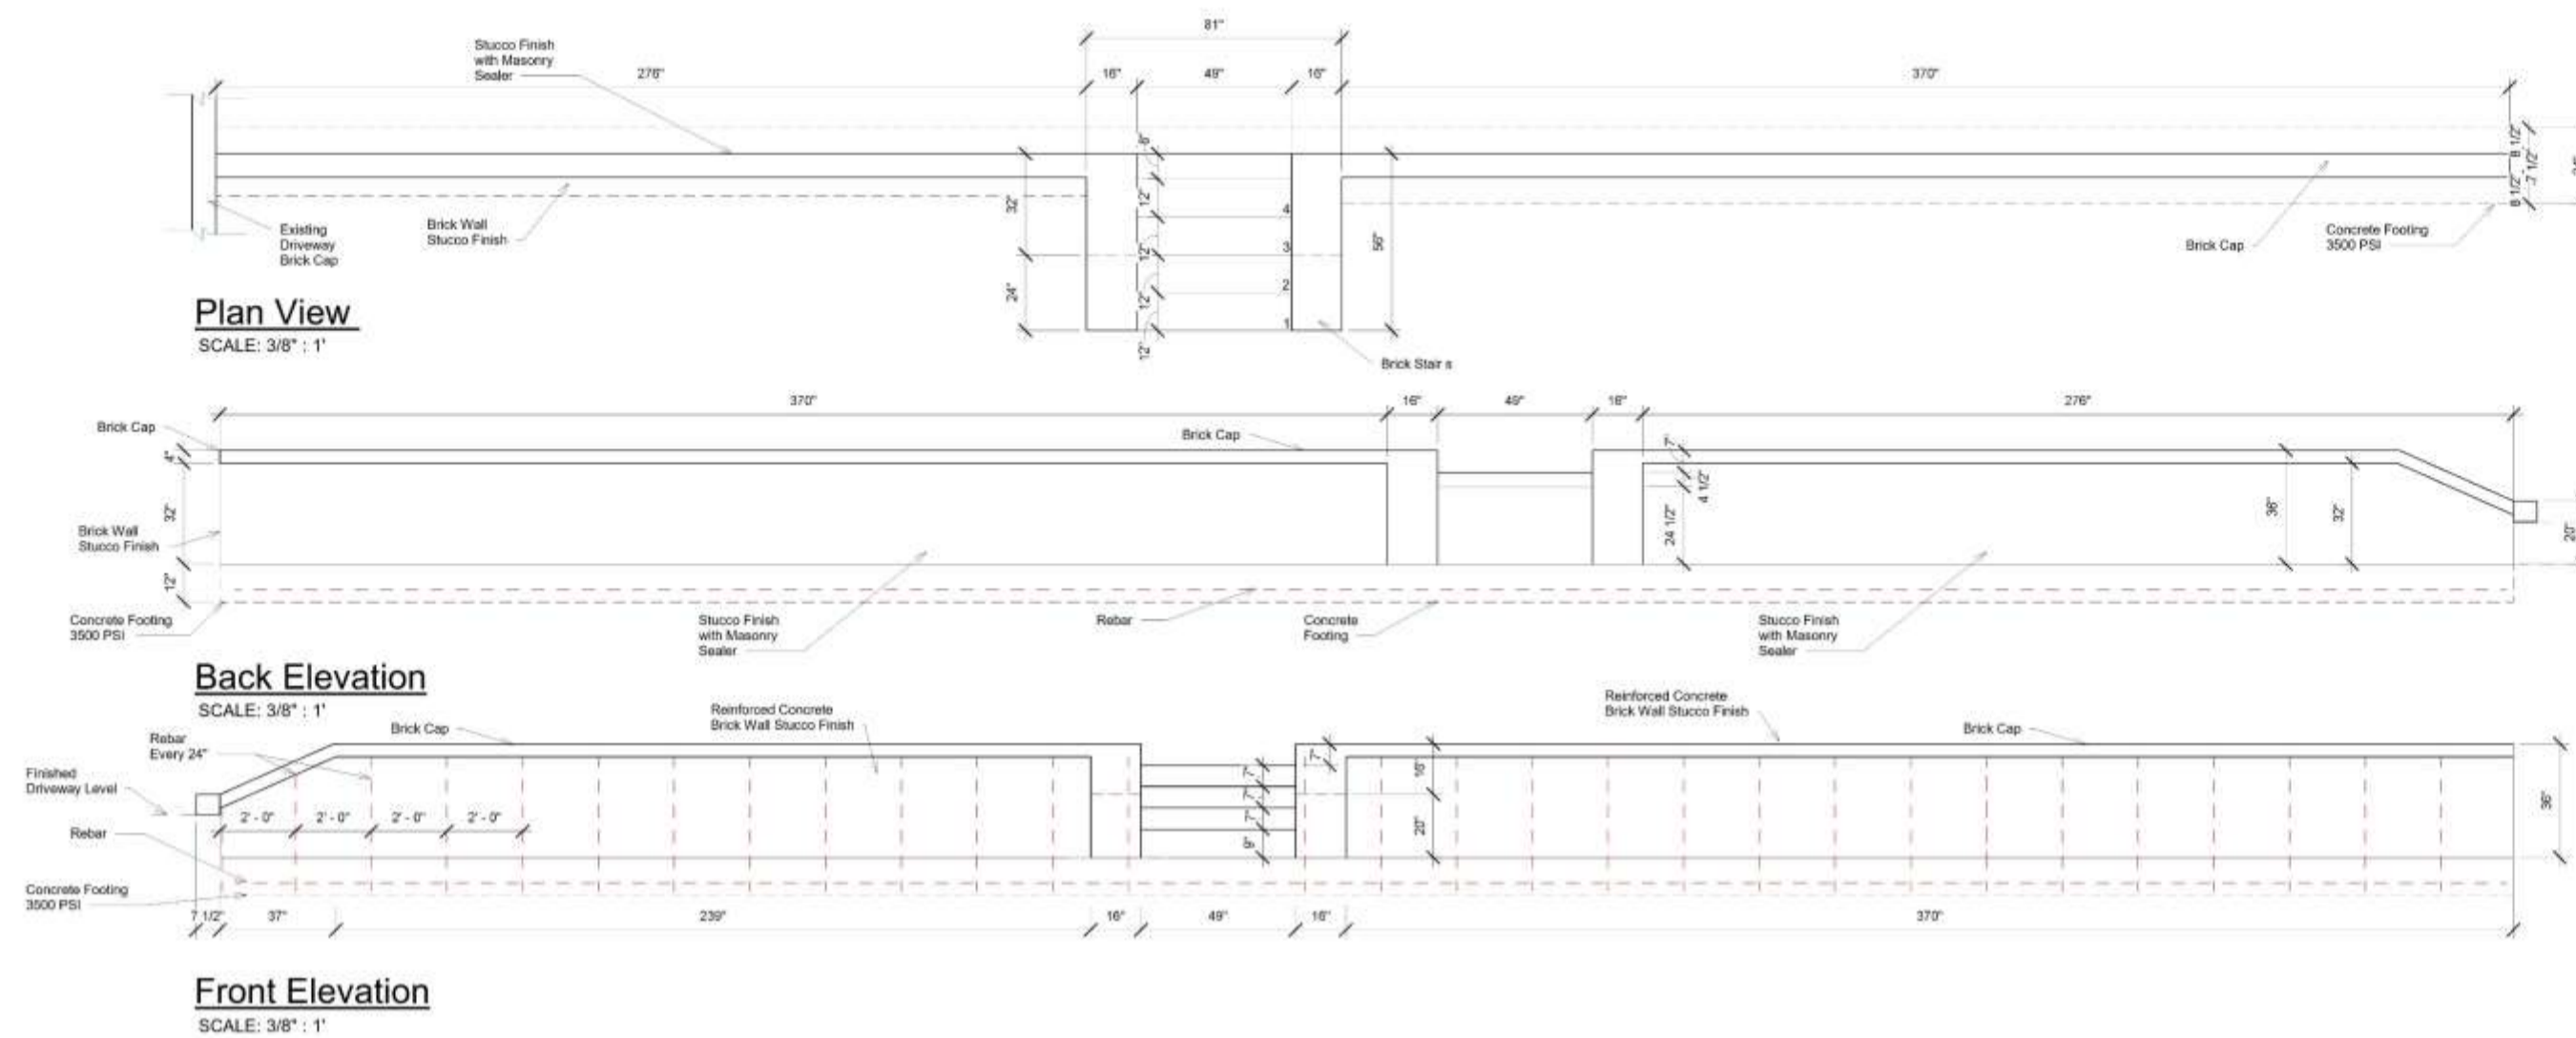 81"
Stucco Finish
with Masonry
Sealer
276"
16"
49"
16"
370"
8"
12"
12"
12"
12"
32"
24"
56"
4
3
2
1
8 1/2"
7 1/2"
8 1/2"
Existing
Driveway
Brick Cap
Brick Wall
Stucco Finish
Brick Cap
Concrete Footing
3500 PSI
Brick Stair s
Plan View
SCALE: 3/8" : 1'
370"
16"
49"
16"
276"
Brick Cap
Brick Cap
4"
32"
12"
7"
4 1/2"
24 1/2"
36"
32"
20"
Brick Wall
Stucco Finish
Concrete Footing
3500 PSI
Stucco Finish
with Masonry
Sealer
Rebar
Concrete
Footing
Stucco Finish
with Masonry
Sealer
Back Elevation
SCALE: 3/8" : 1'
Rebar
Every 24"
Brick Cap
Reinforced Concrete
Brick Wall Stucco Finish
Reinforced Concrete
Brick Wall Stucco Finish
Brick Cap
Finished
Driveway Level
Rebar
Concrete Footing
3500 PSI
2' - 0"
2' - 0"
2' - 0"
2' - 0"
7"
7"
7"
9"
7"
16"
20"
36"
7 1/2"
37"
239"
16"
49"
16"
370"
Front Elevation
SCALE: 3/8" : 1'